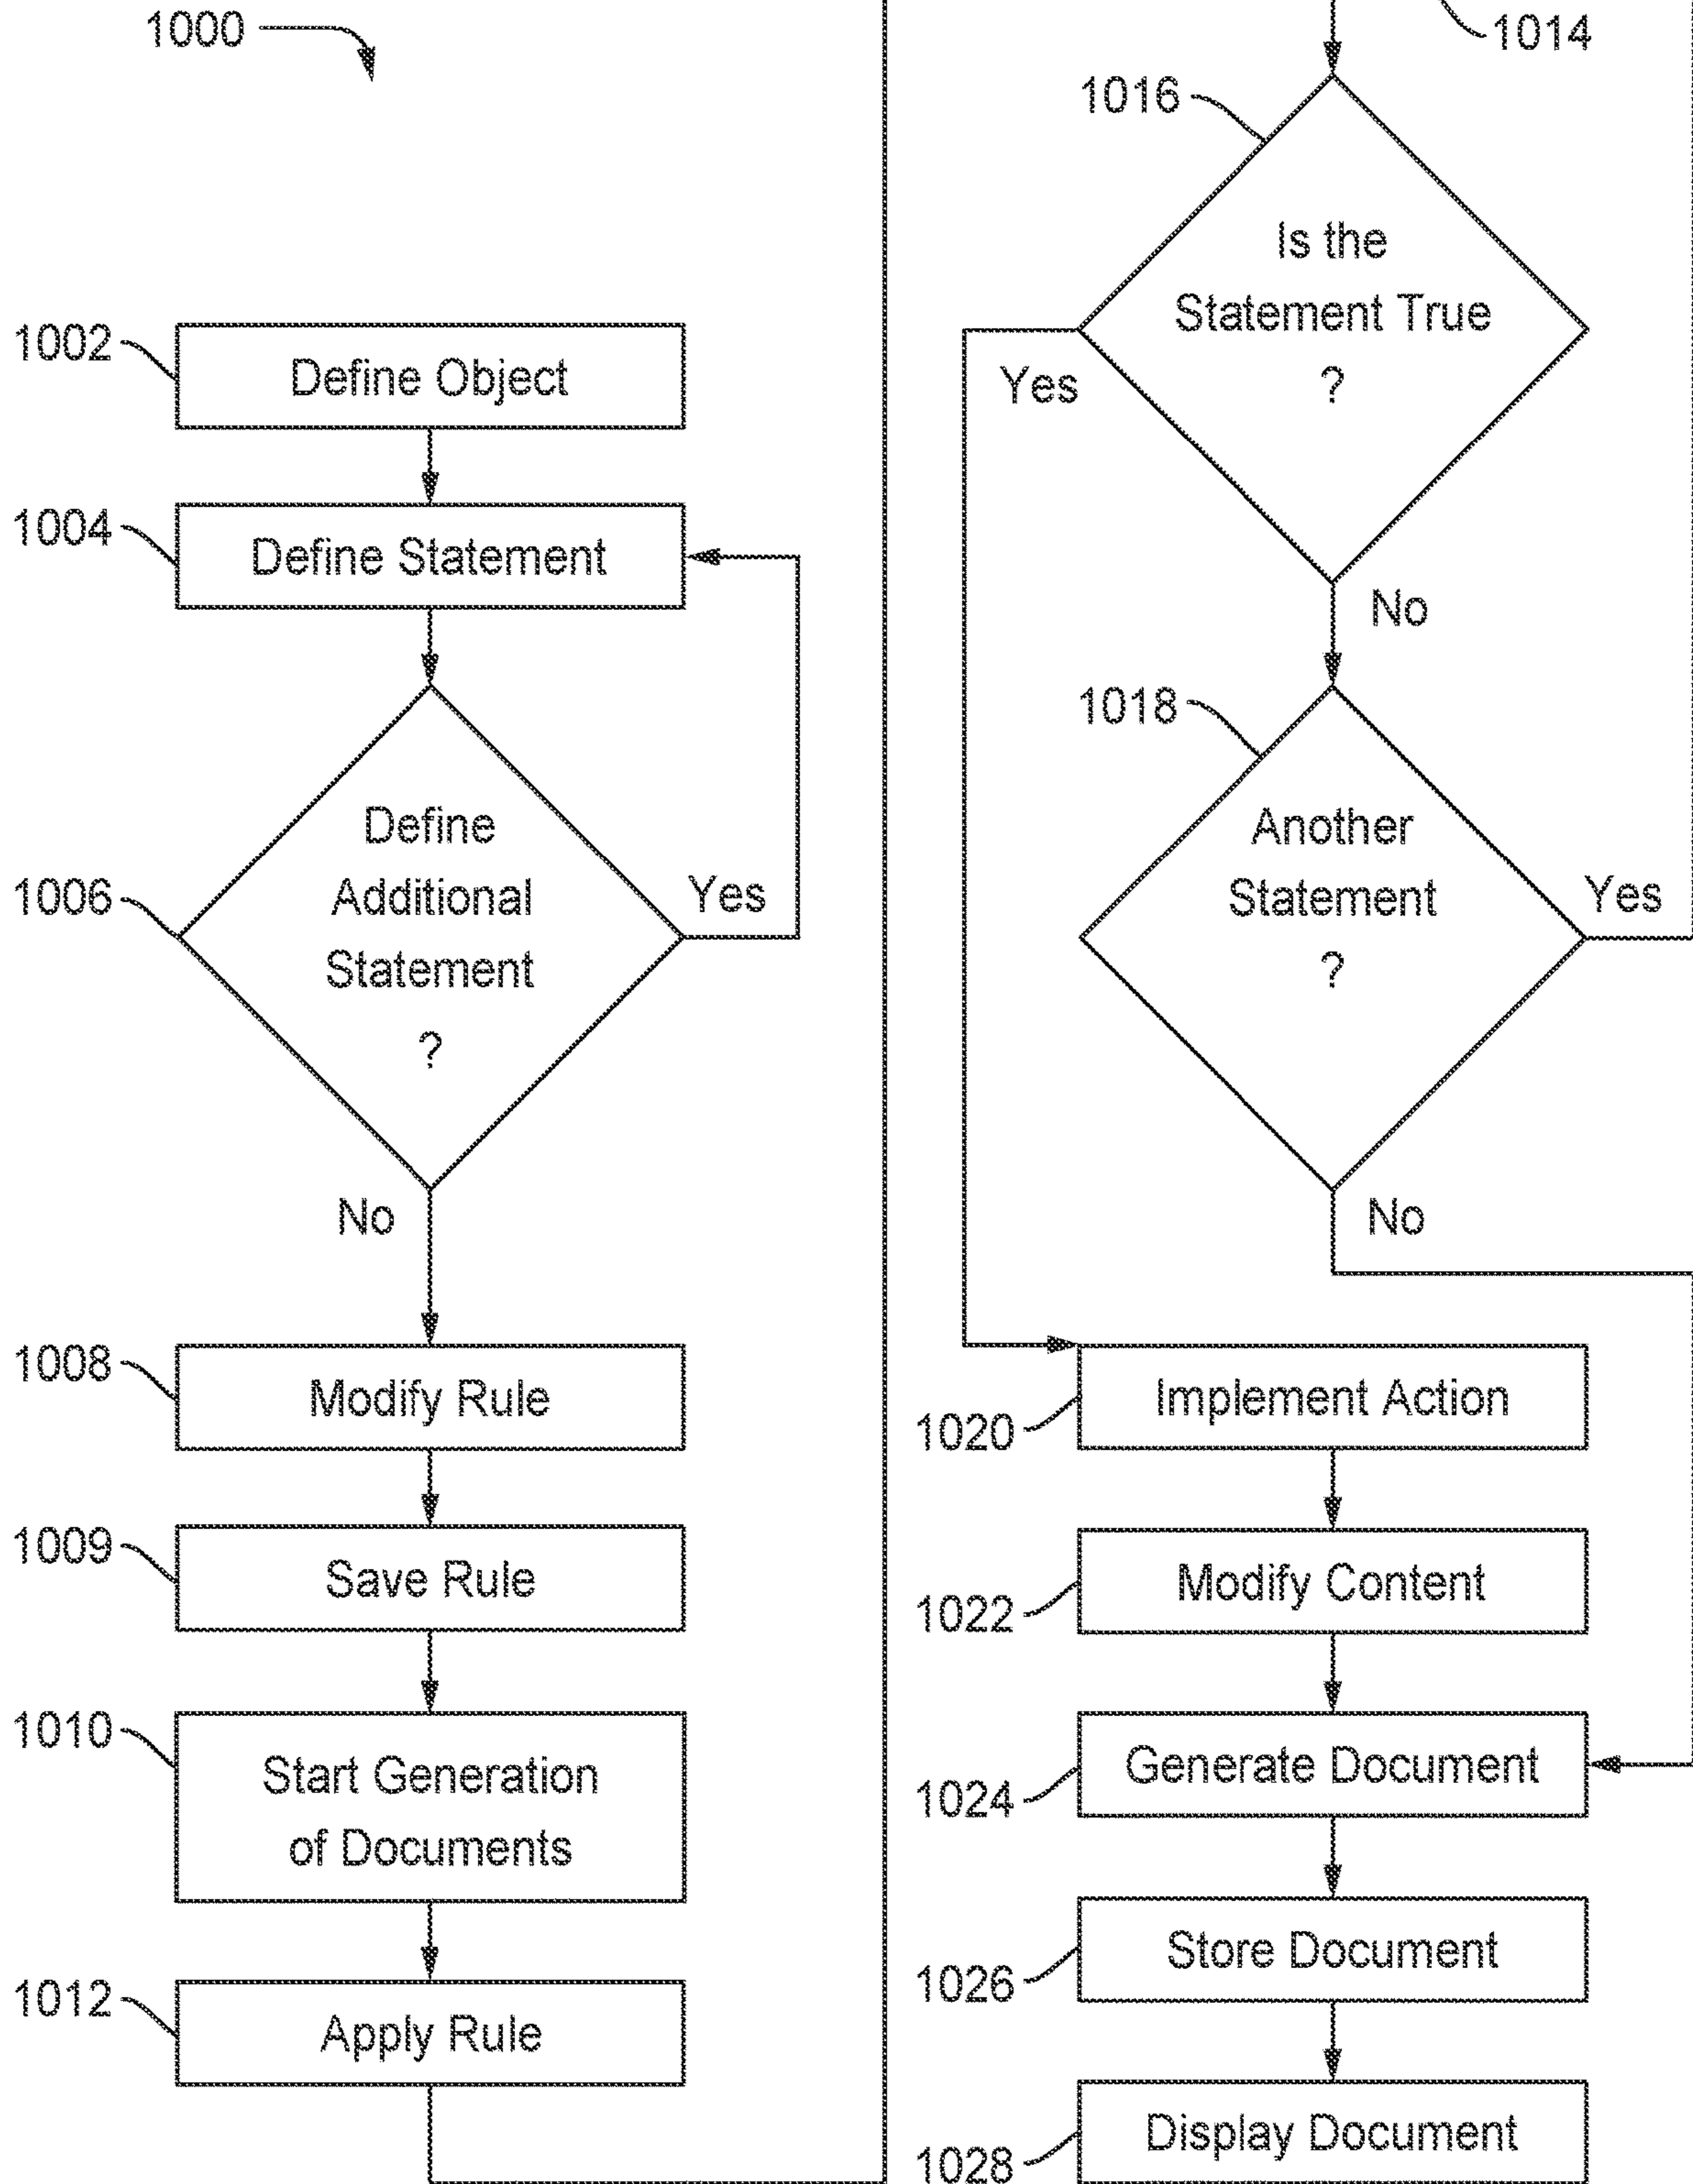 1000
1002
Define Object
1004
Define Statement
1006
Define
Additional
Statement
?
Yes
No
1008
Modify Rule
1009
Save Rule
1010
Start Generation
of Documents
1012
Apply Rule
1014
1016
Is the
Statement True
?
Yes
No
1018
Another
Statement
?
Yes
No
1020
Implement Action
1022
Modify Content
1024
Generate Document
1026
Store Document
1028
Display Document